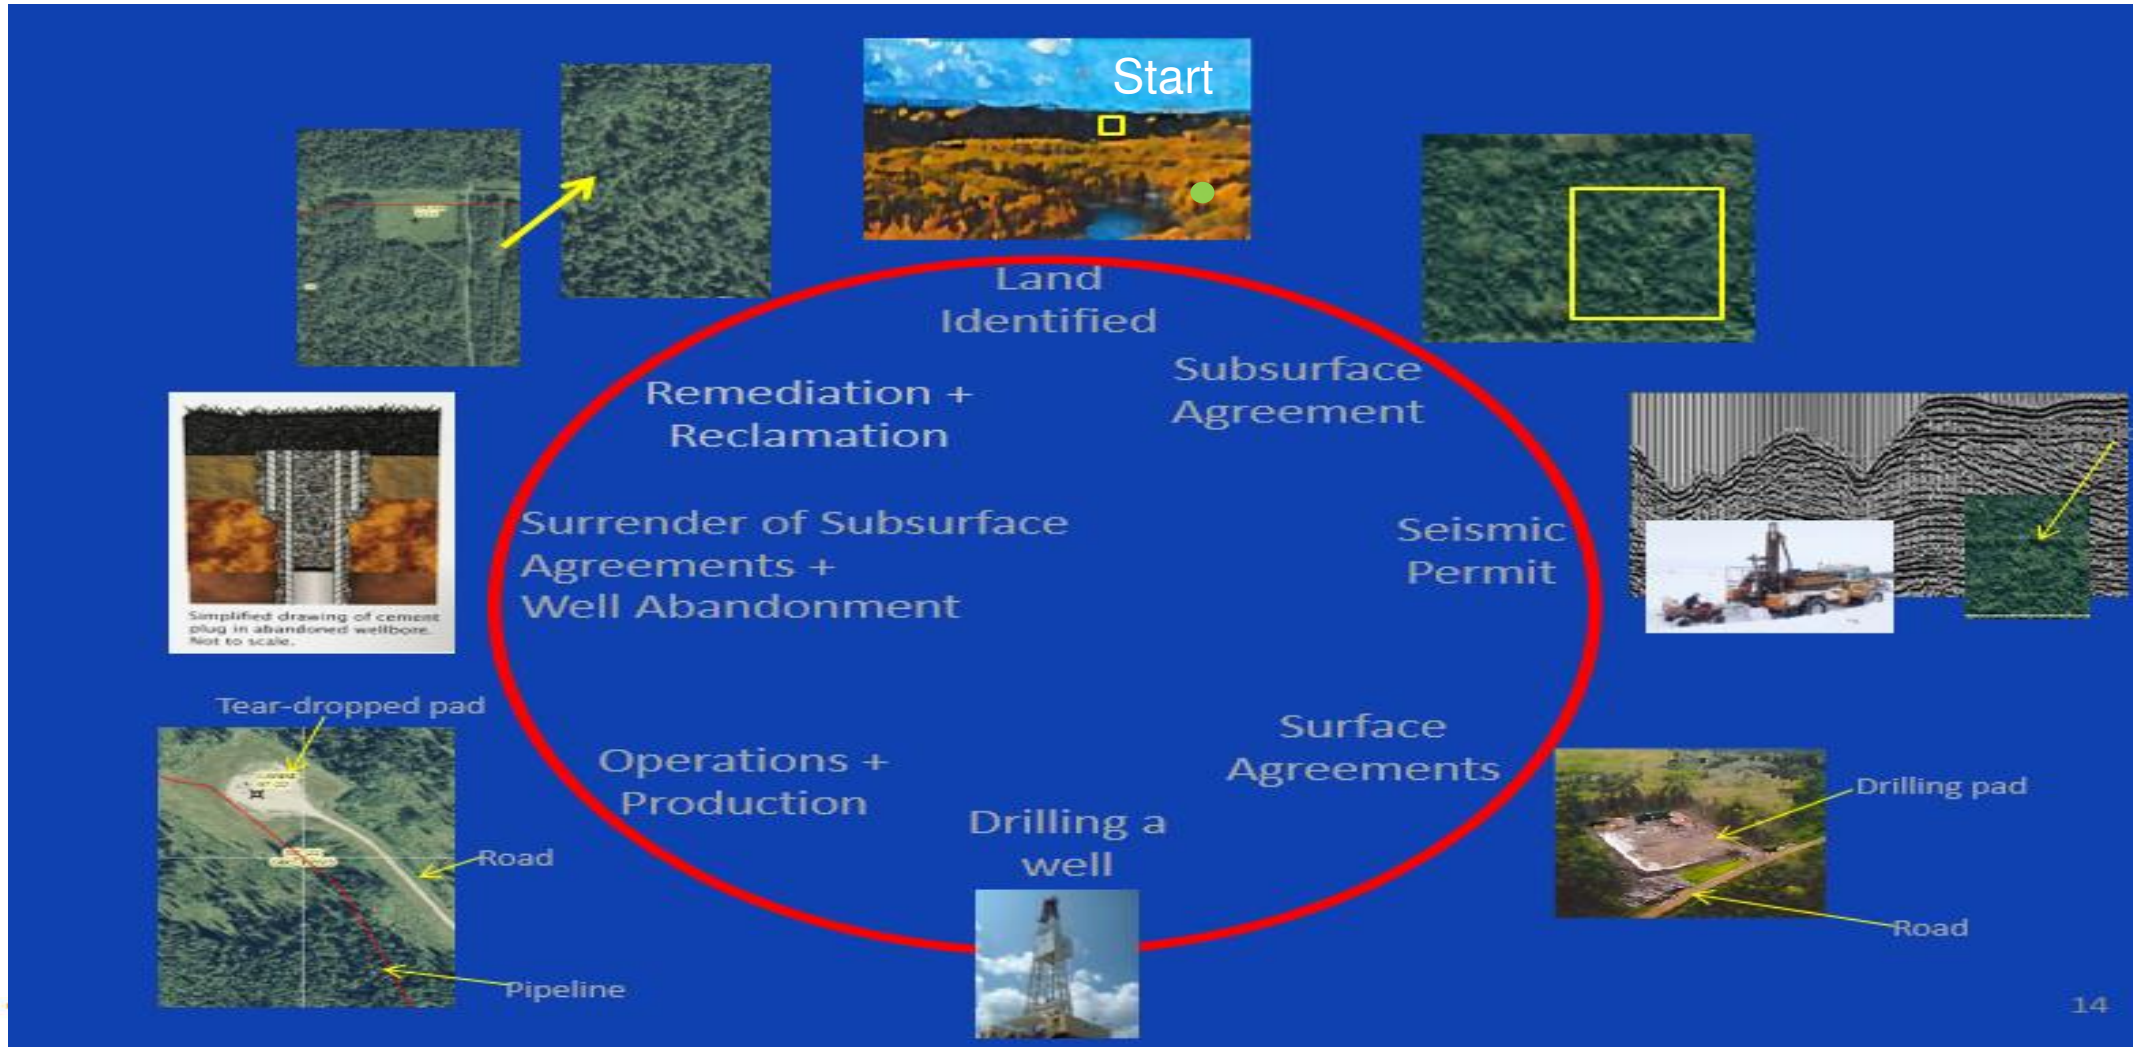 Start
Land
Identified
Subsurface
Agreement
Seismic
Permit
Surface
Agreements
Drilling pad
Road
Drilling a
well
Operations +
Production
Tear-dropped pad
Road
Pipeline
Surrender of Subsurface
Agreements +
Well Abandonment
Simplified drawing of cement
plug in abandoned wellbore.
Not to scale.
Remediation +
Reclamation
14